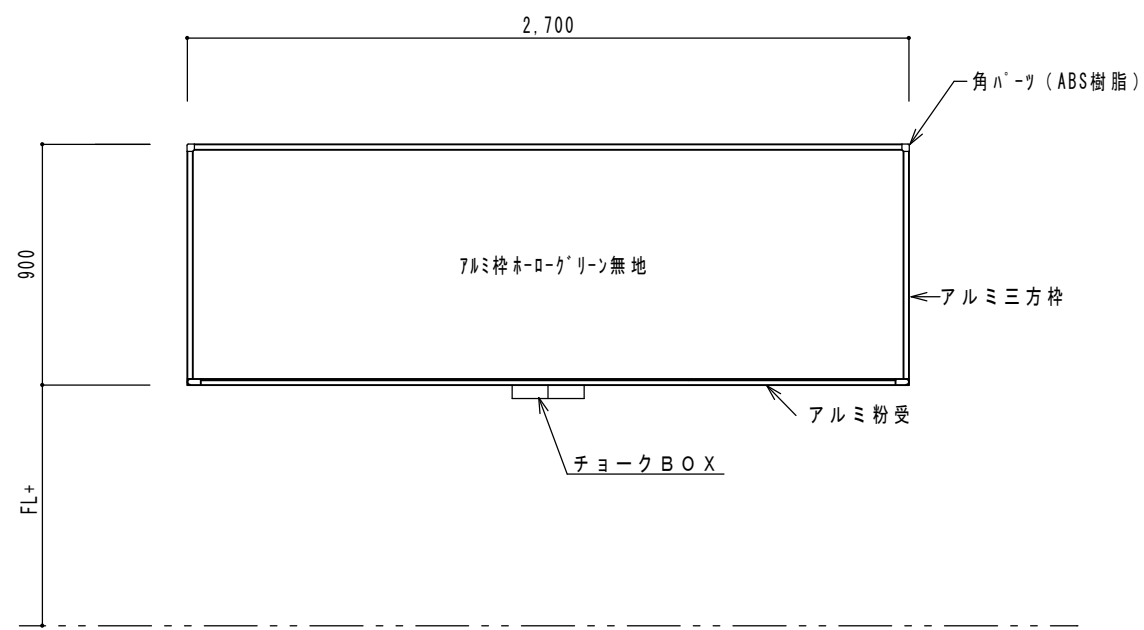 2,700
角ﾊﾟｰﾂ（ABS樹脂）
900
ｱﾙﾐ枠ﾎｰﾛｰｸﾞﾘｰﾝ無地
アルミ三方枠
アルミ粉受
チョークＢＯＸ
FL+